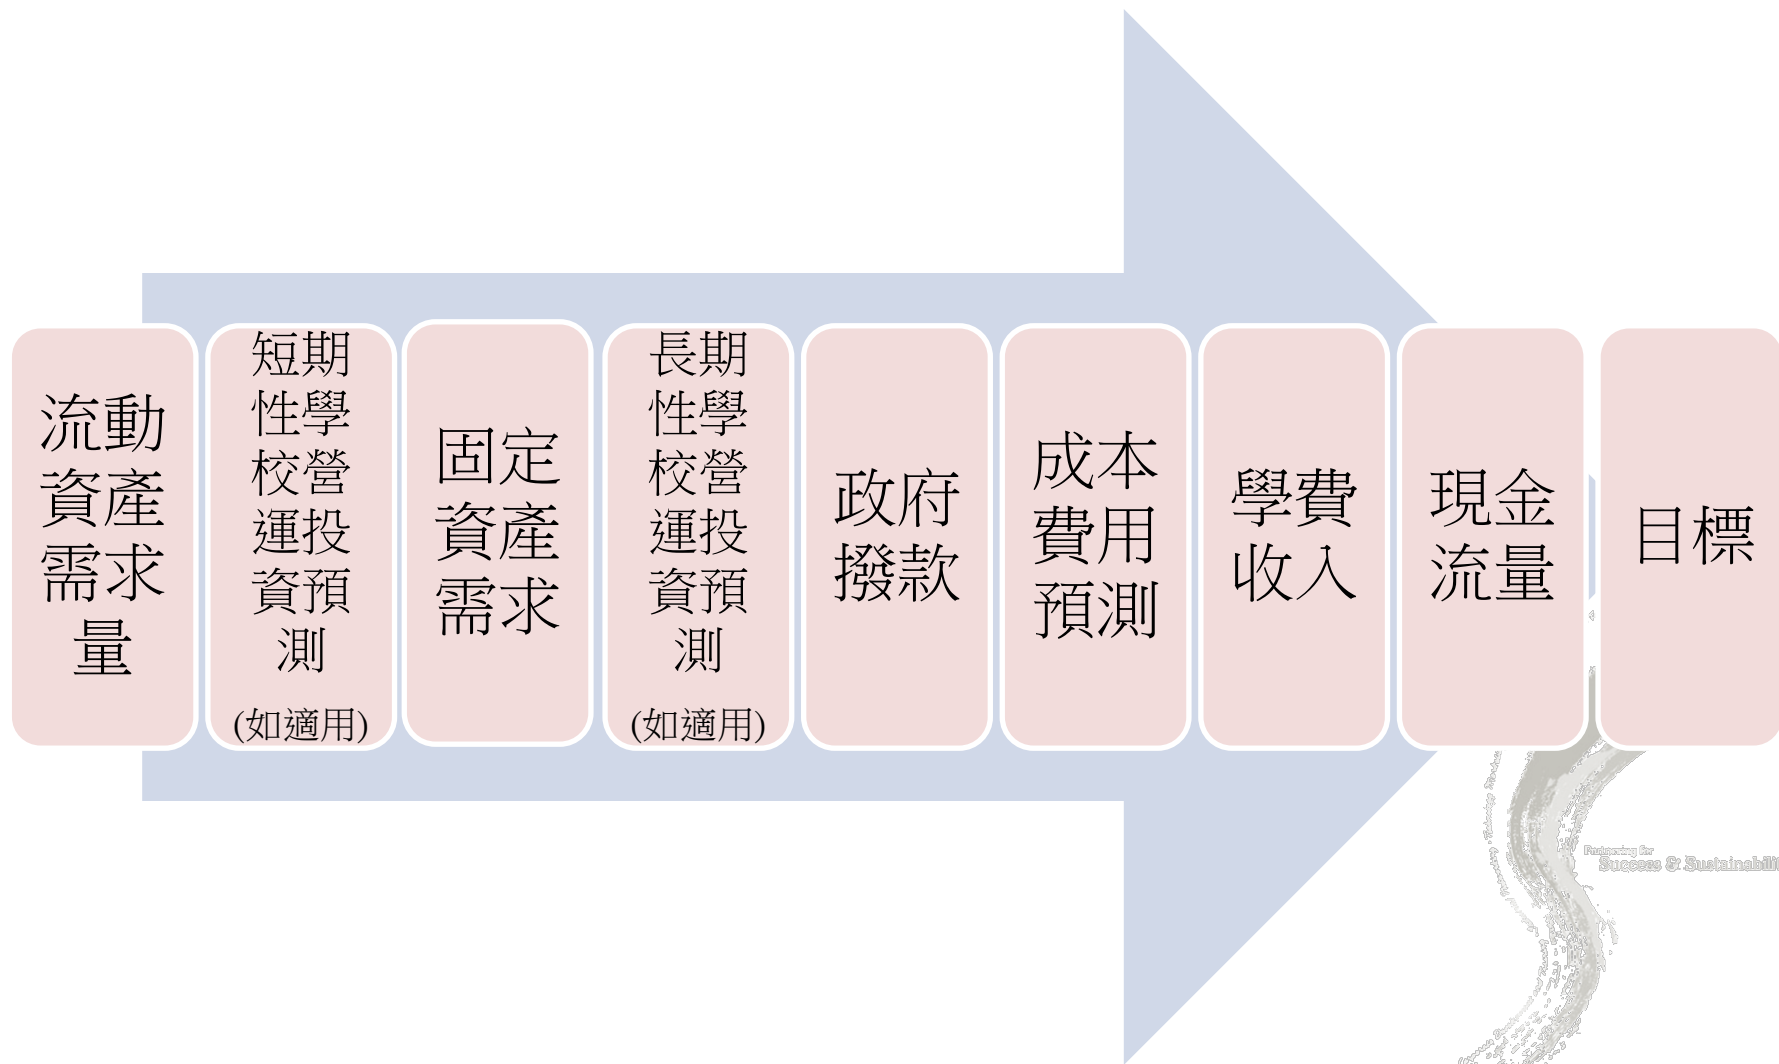 流動
資產
需求
量
短期
性學
校營
運投
資預
測
(如適用)
固定
資產
需求
長期
性學
校營
運投
資預
測
(如適用)
政府
撥款
成本
費用
預測
學費
收入
現金
流量
目標
Partnering for
Success & Sustainabili